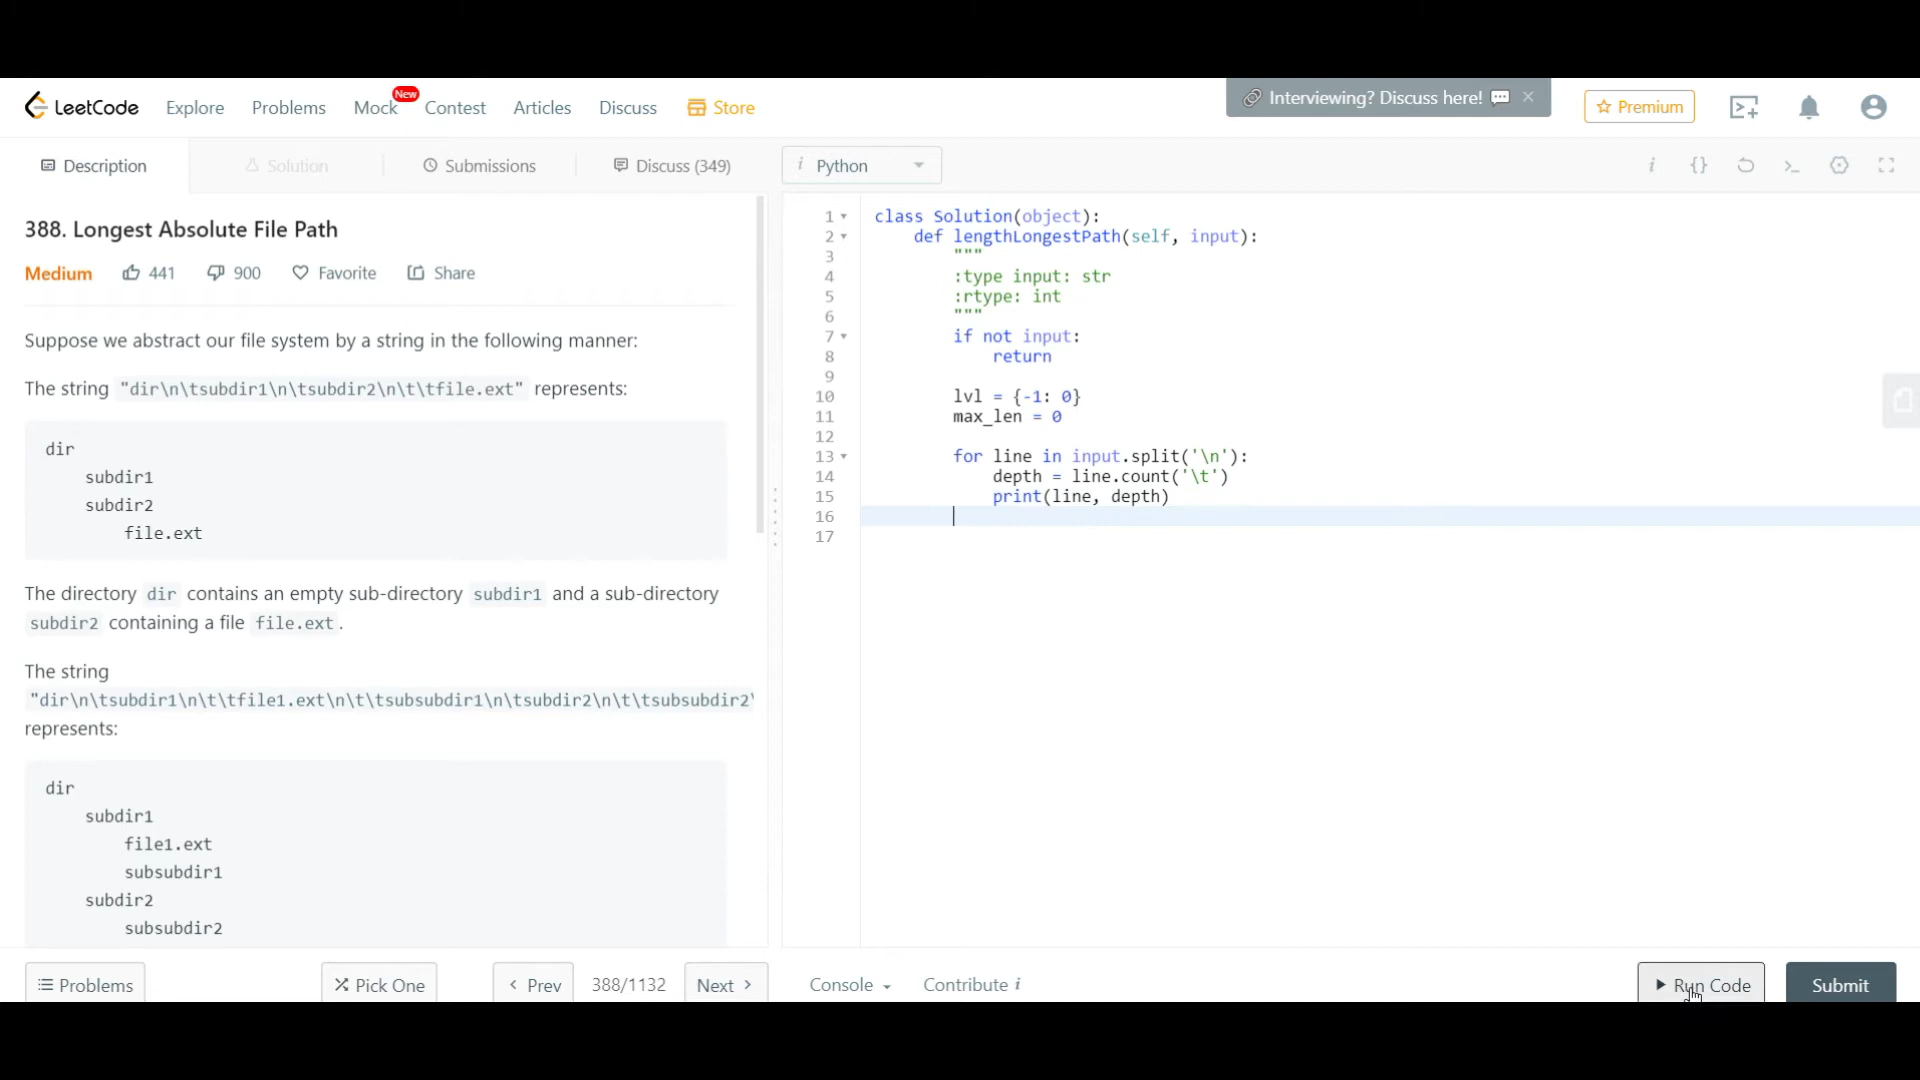 LeetCode
Explore
Problems
Mock
New
Contest
Articles
Discuss
Store
Interviewing? Discuss here!
Premium
Description
Solution
Submissions
Discuss (349)
i Python
i {} >_
388. Longest Absolute File Path
Medium 441 900 Favorite Share
Suppose we abstract our file system by a string in the following manner:
The string "dir\n\tsubdir1\n\tsubdir2\n\t\tfile.ext" represents:
dir
subdir1
subdir2
file.ext
The directory dir contains an empty sub-directory subdir1 and a sub-directory
subdir2 containing a file file.ext.
The string
"dir\n\tsubdir1\n\t\tfile1.ext\n\t\tsubsubdir1\n\tsubdir2\n\t\tsubsubdir2\
represents:
dir
subdir1
file1.ext
subsubdir1
subdir2
subsubdir2
1 class Solution(object):
2 def lengthLongestPath(self, input):
3 """
4 :type input: str
5 :rtype: int
6 """
7 if not input:
8 return
9
10 lvl = {-1: 0}
11 max_len = 0
12
13 for line in input.split('\n'):
14 depth = line.count('\t')
15 print(line, depth)
16
17
Problems
Pick One
< Prev
388/1132
Next >
Console
Contribute i
Run Code
Submit